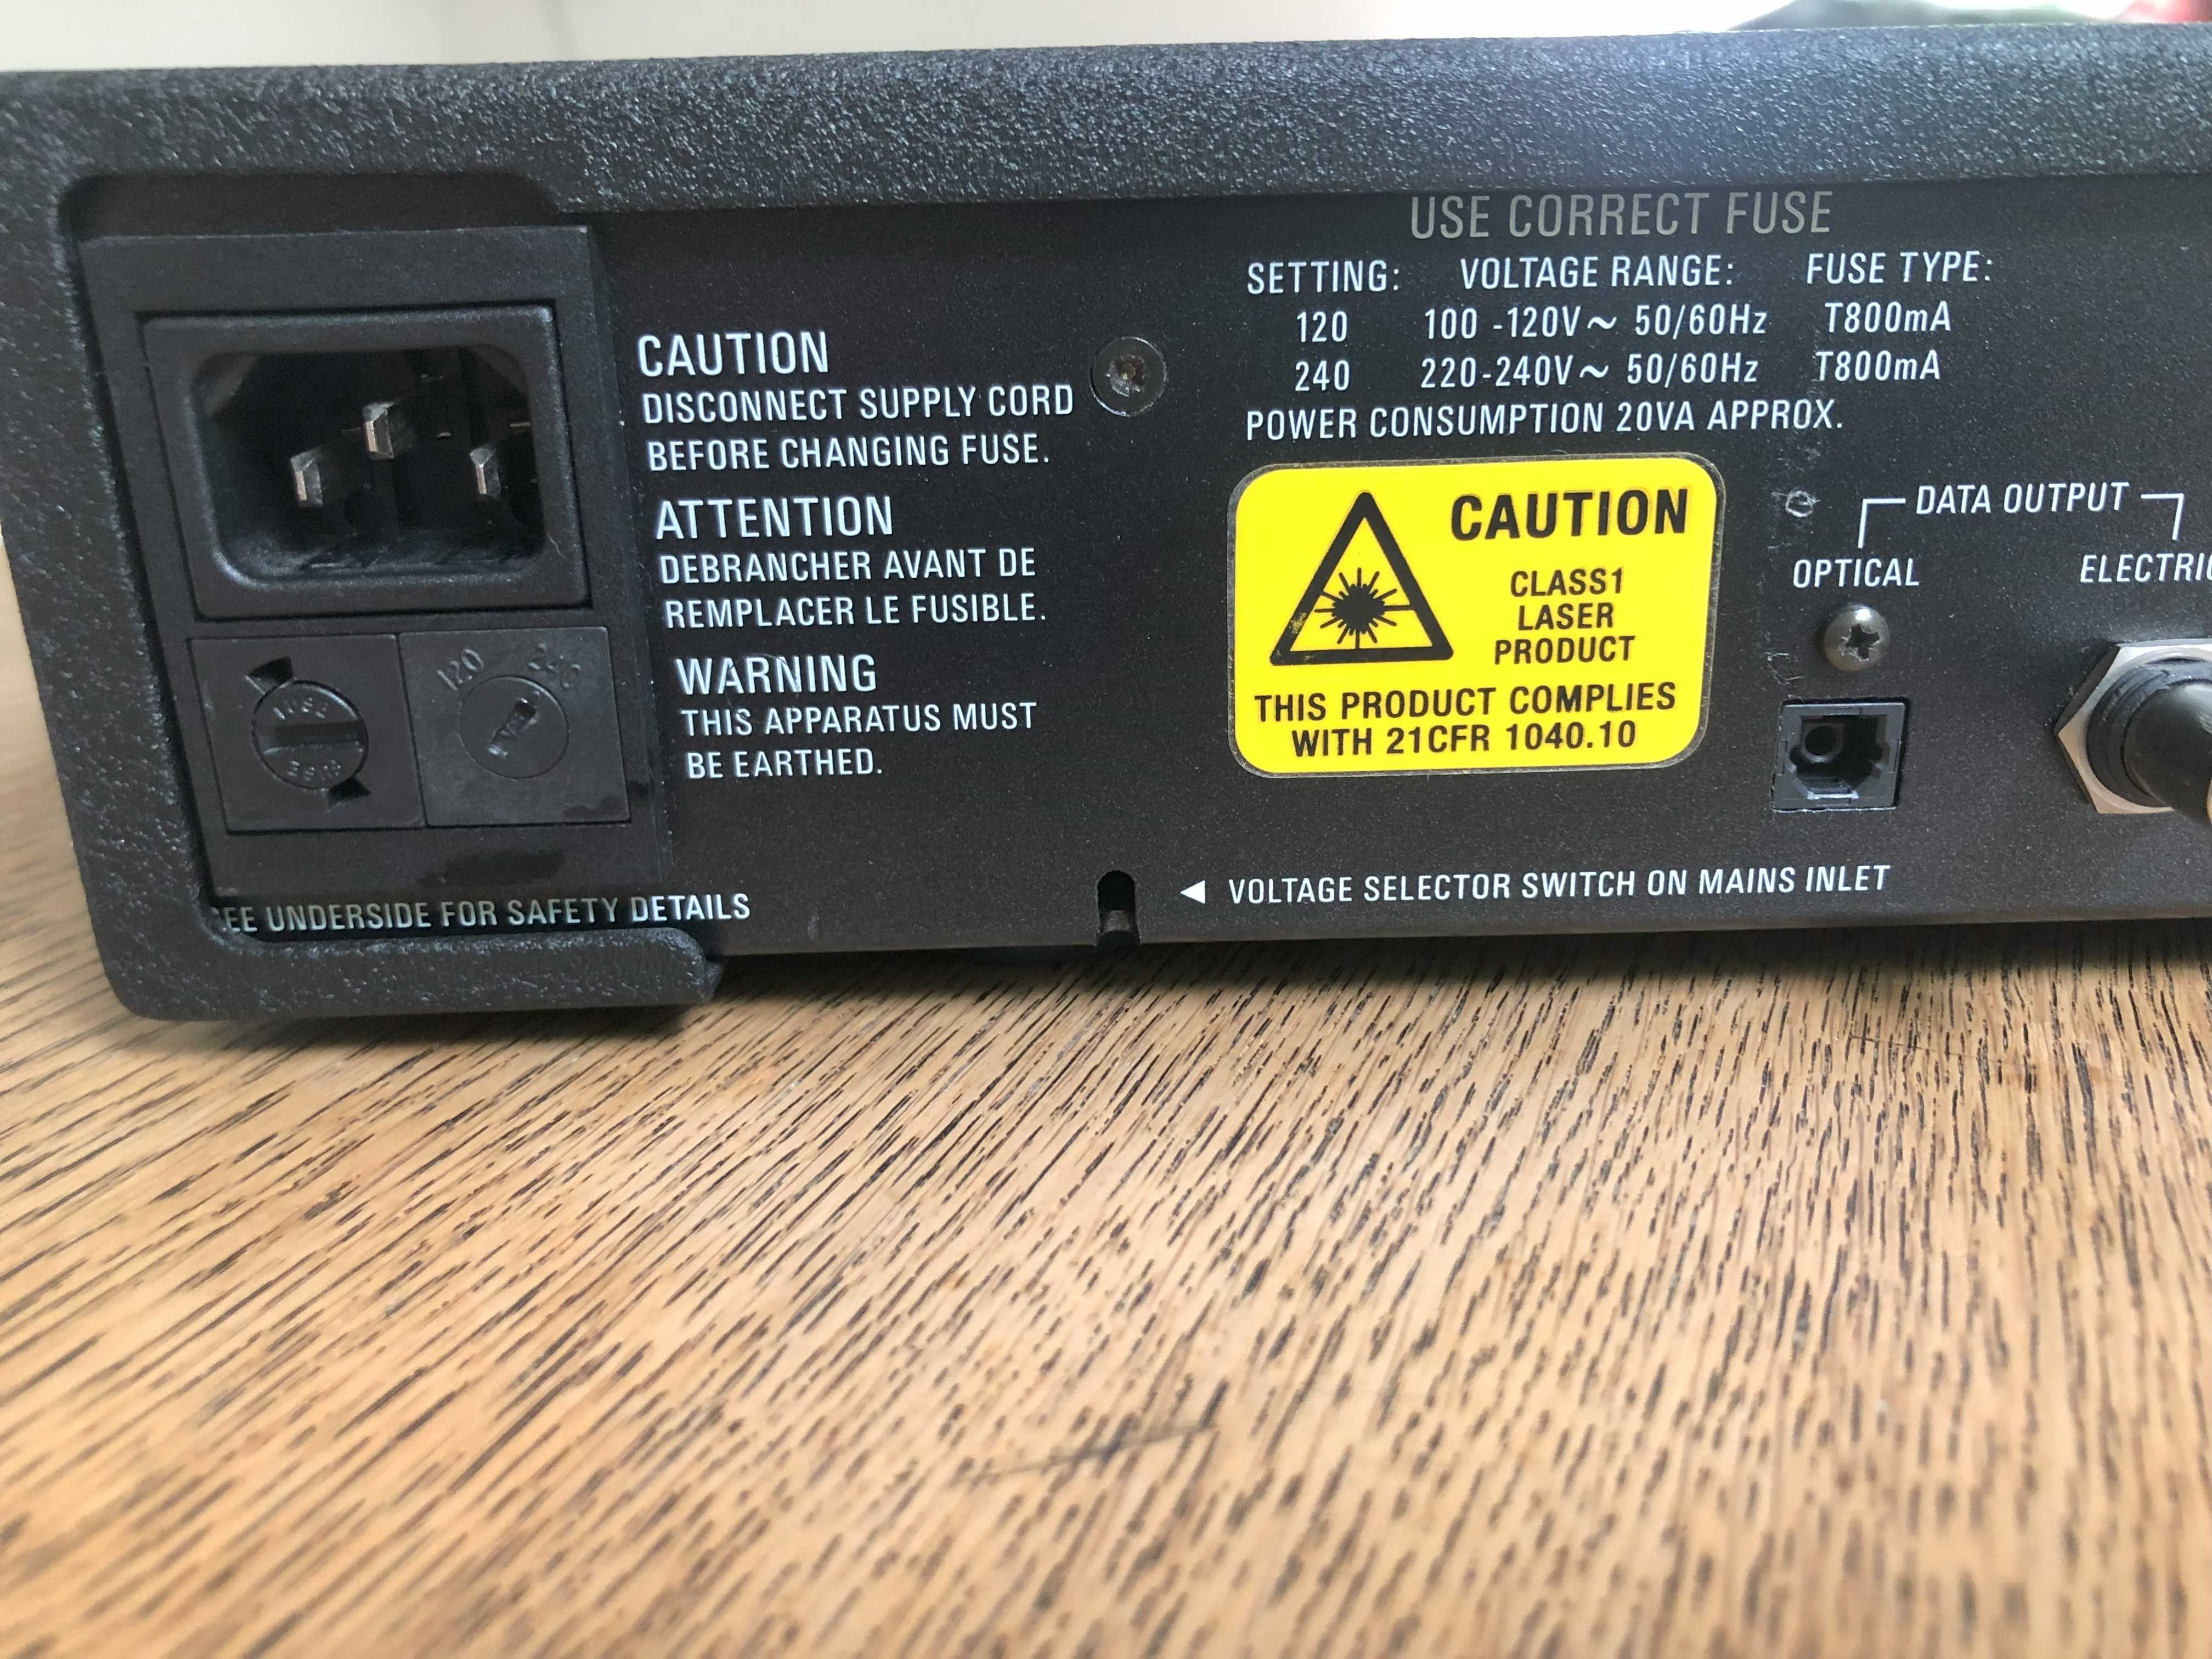 USE CORRECT FUSE
SETTING: VOLTAGE RANGE: FUSE TYPE:
120 100 -120V~ 50/60Hz T800mA
240 220-240V~ 50/60Hz T800mA
POWER CONSUMPTION 20VA APPROX.
CAUTION
DISCONNECT SUPPLY CORD
BEFORE CHANGING FUSE.
ATTENTION
DEBRANCHER AVANT DE
REMPLACER LE FUSIBLE.
WARNING
THIS APPARATUS MUST
BE EARTHED.
CAUTION
CLASS1
LASER
PRODUCT
THIS PRODUCT COMPLIES
WITH 21CFR 1040.10
DATA OUTPUT
OPTICAL ELECTRIC
120 240
FUSE
VOLTAGE SELECTOR SWITCH ON MAINS INLET
EE UNDERSIDE FOR SAFETY DETAILS